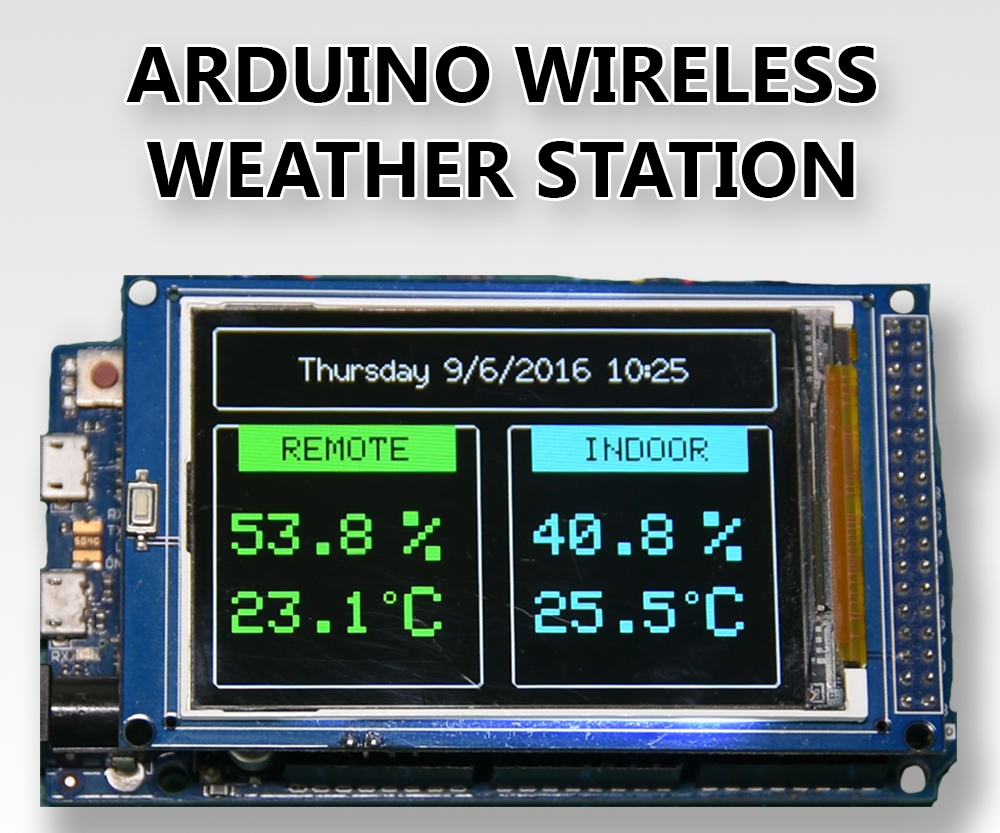 ARDUINO WIRELESS
WEATHER STATION
Thursday 9/6/2016 10:25
REMOTE
INDOOR
53.8 %
40.8 %
23.1°C
25.5°C
RX